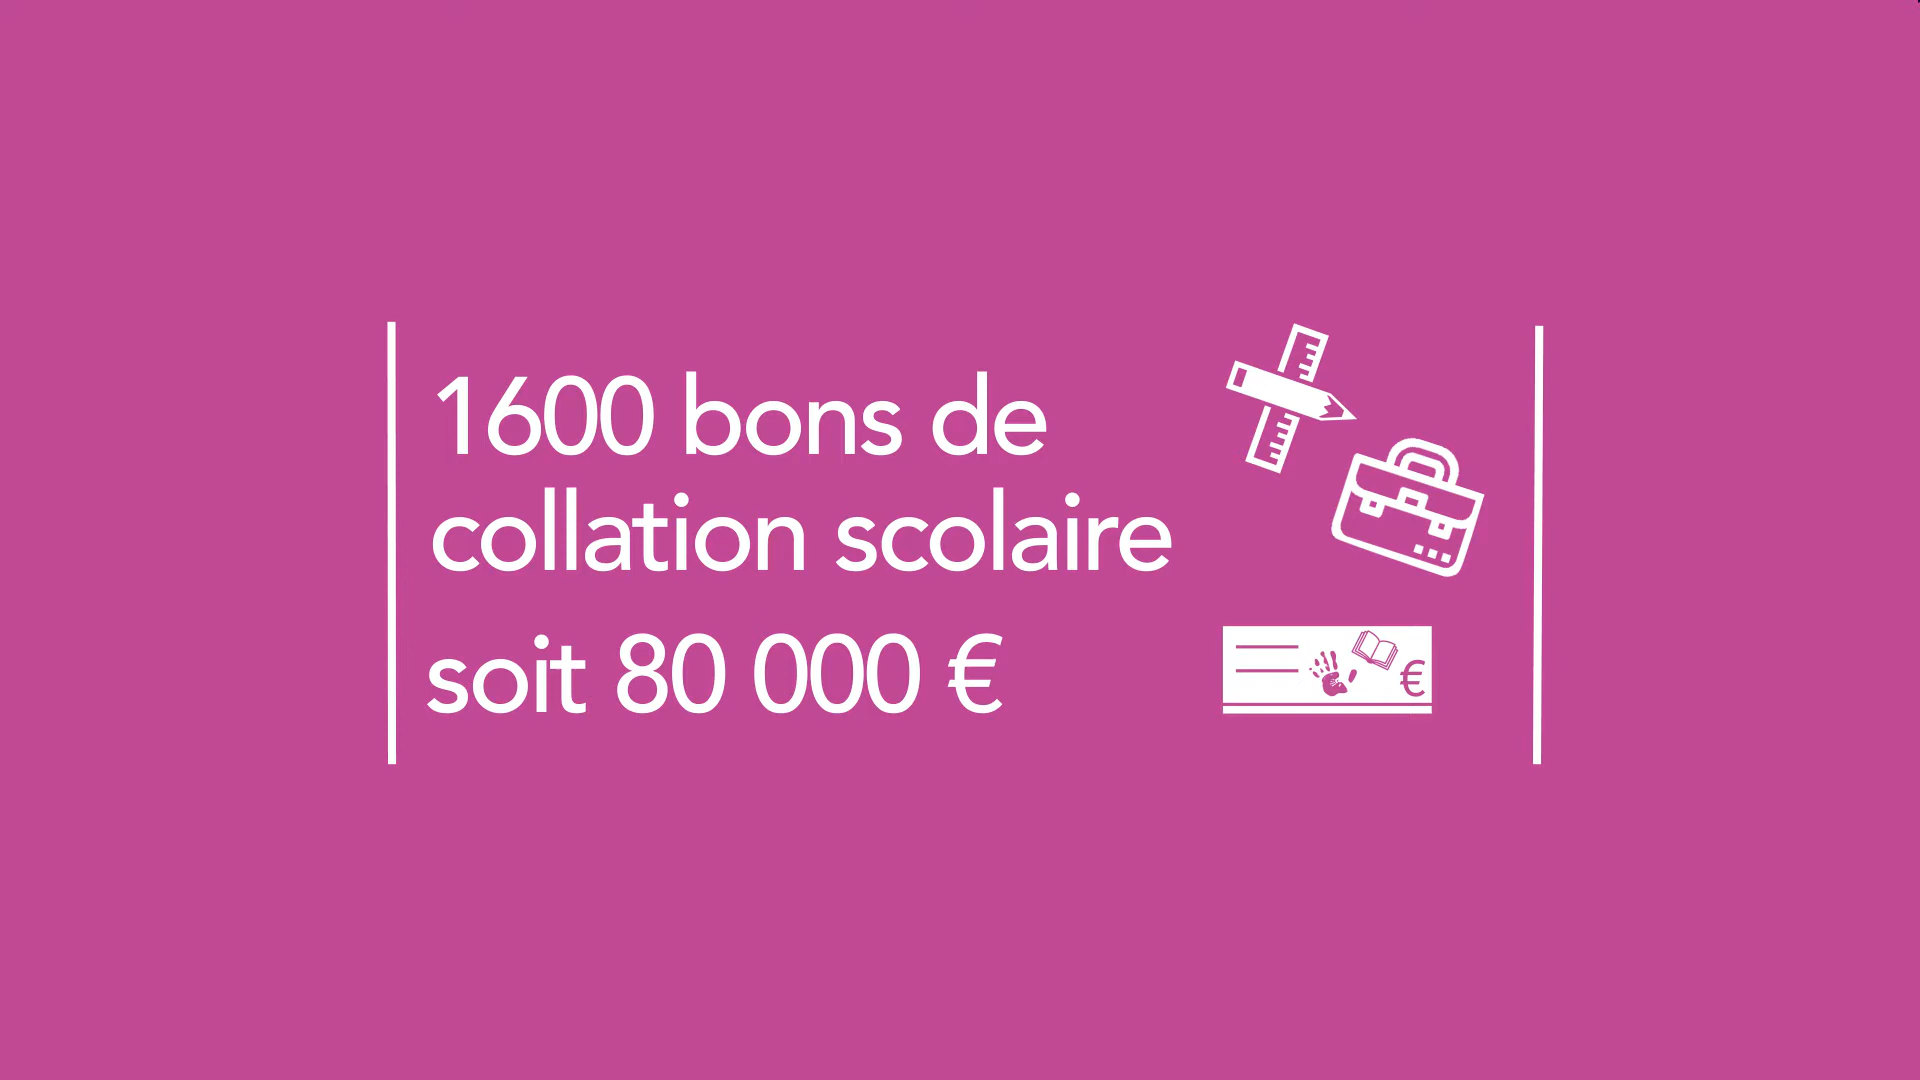 1600 bons de
collation scolaire
soit 80 000 €
€